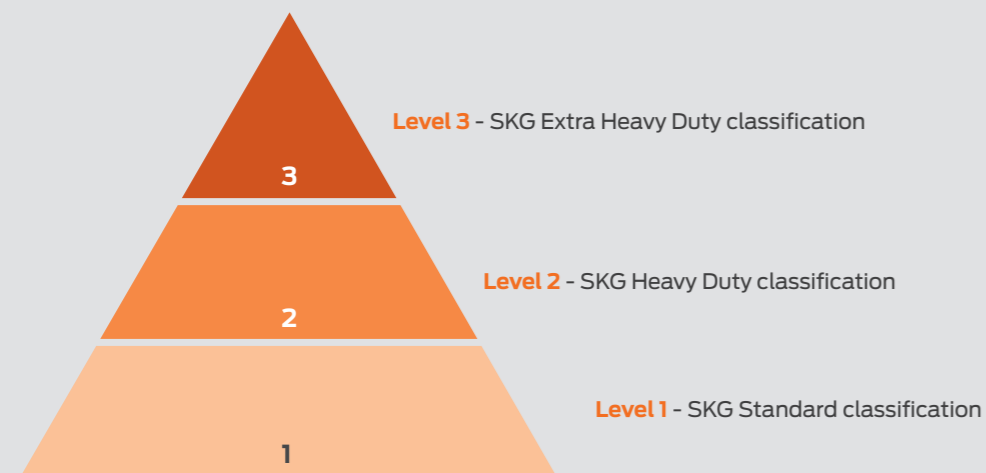 Level 3 - SKG Extra Heavy Duty classification
3
Level 2 - SKG Heavy Duty classification
2
Level 1 - SKG Standard classification
1